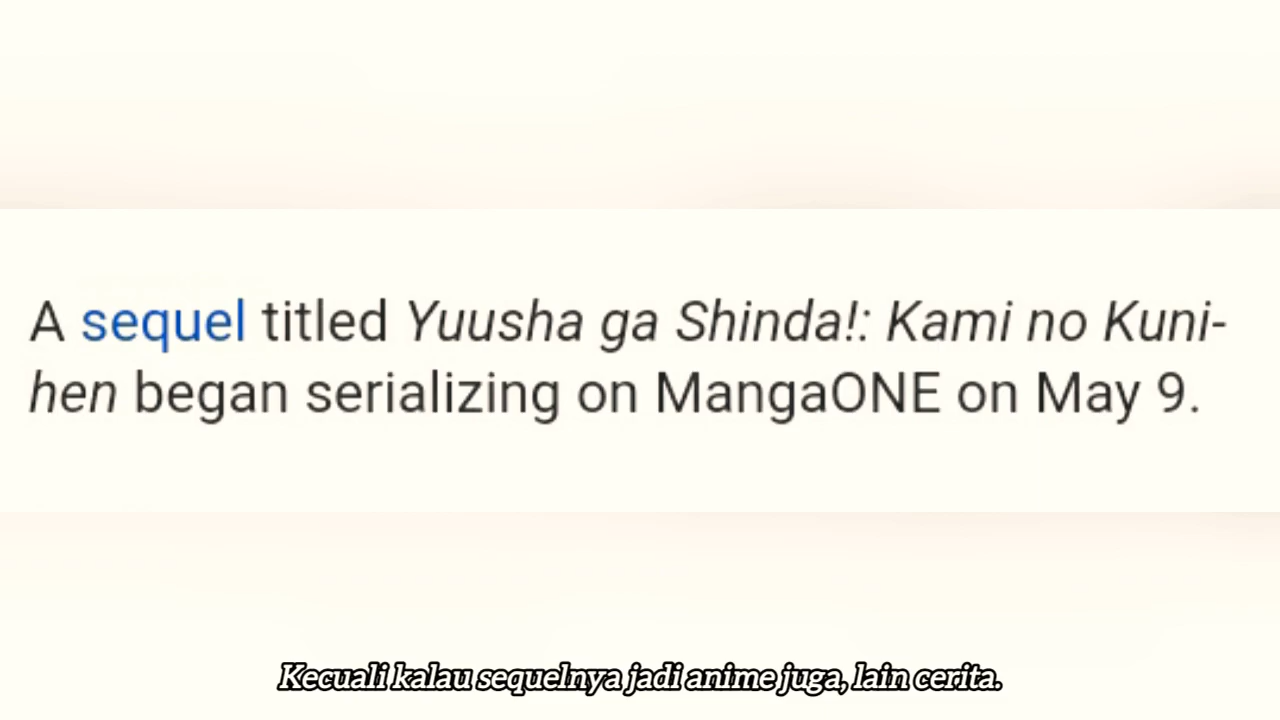 A sequel titled Yuusha ga Shinda!: Kami no Kuni-
hen began serializing on MangaONE on May 9.
Kecuali kalau sequelnya jadi anime juga, lain cerita.